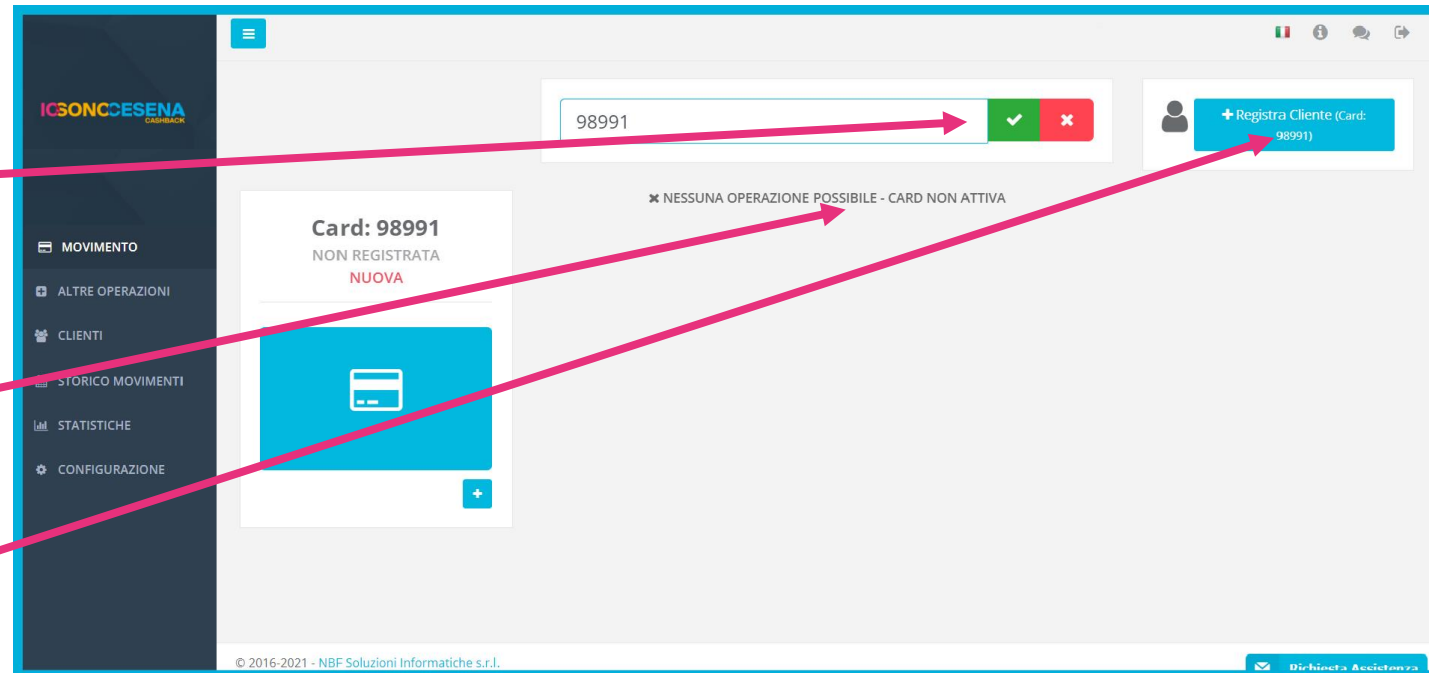 IOSONOCESENA
CASHBACK
MOVIMENTO
ALTRE OPERAZIONI
CLIENTI
STORICO MOVIMENTI
STATISTICHE
CONFIGURAZIONE
98991
Registra Cliente (Card:
98991)
NESSUNA OPERAZIONE POSSIBILE - CARD NON ATTIVA
Card: 98991
NON REGISTRATA
NUOVA
© 2016-2021 - NBF Soluzioni Informatiche s.r.l.
Richiesta Assistenza